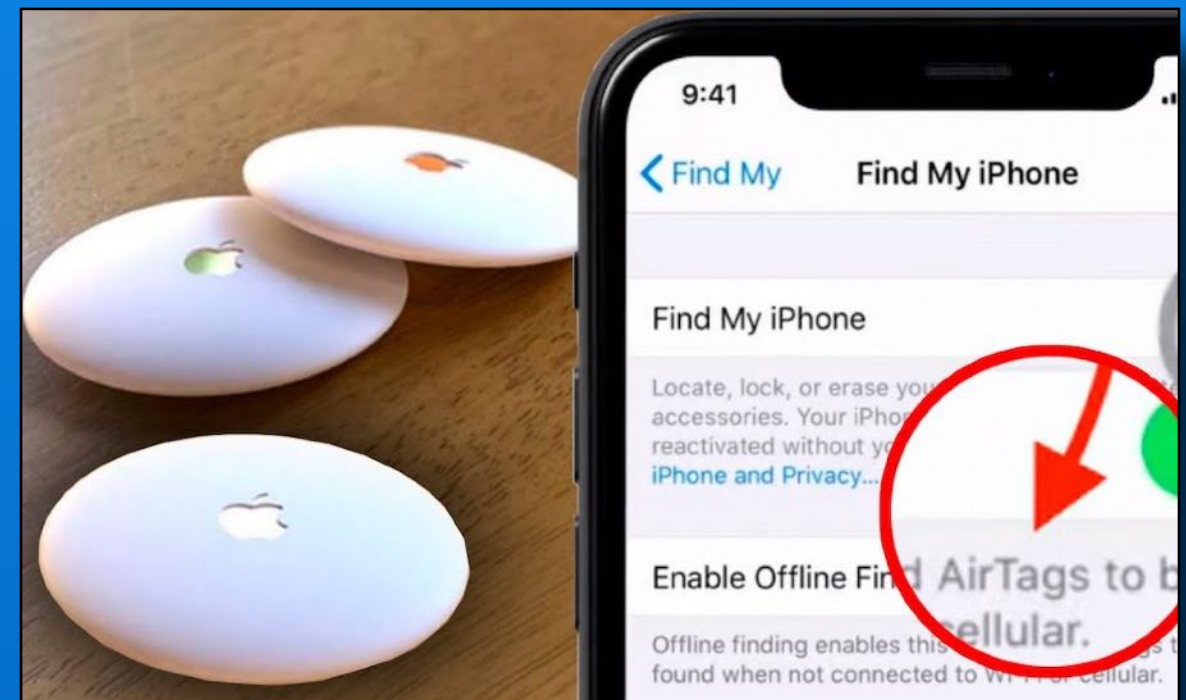 9:41
Find My
Find My iPhone
Find My iPhone
Locate, lock, or erase you
accessories. Your iPho
reactivated without yo
iPhone and Privacy...
Enable Offline Fin
d AirTags to b
cellular.
Offline finding enables this
found when not connected to Wi-Fi or cellular.